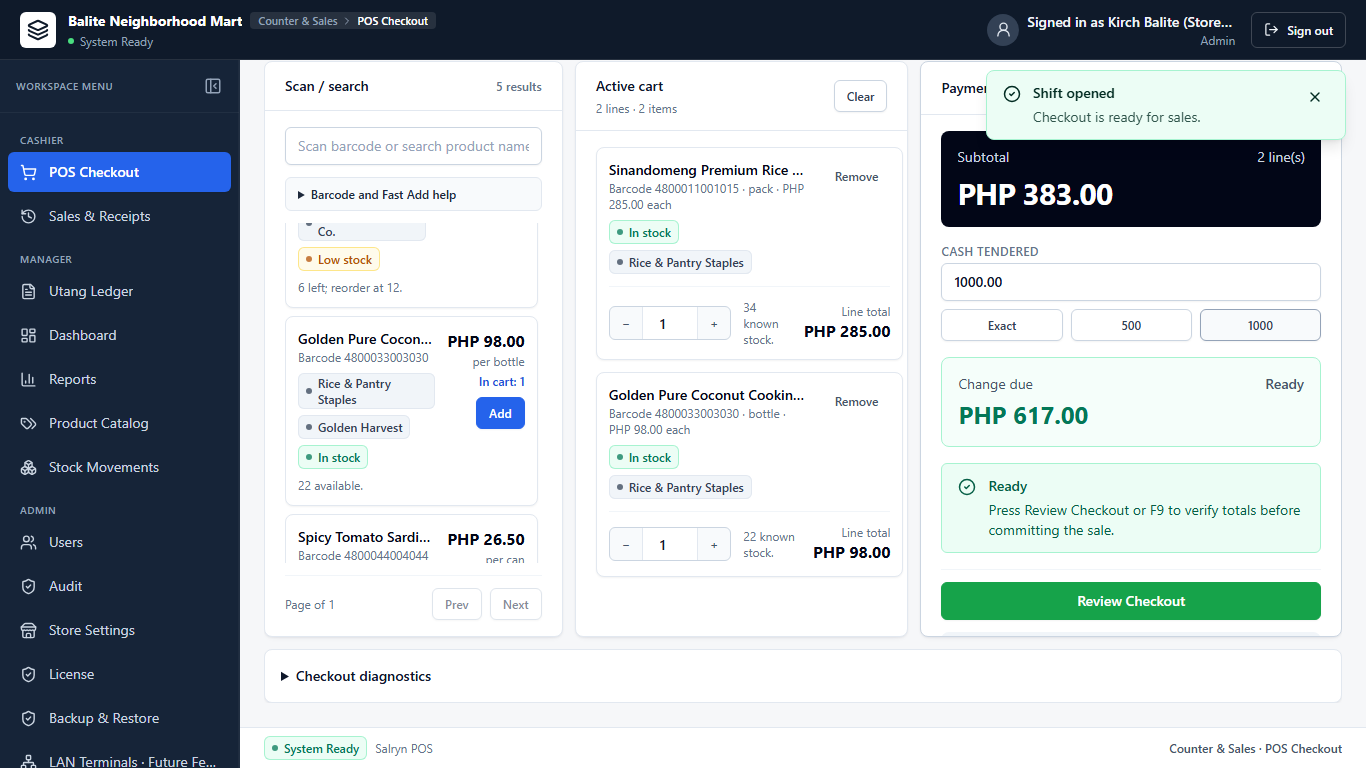 Balite Neighborhood Mart
Counter & Sales > POS Checkout
System Ready
Signed in as Kirch Balite (Store...
Admin
Sign out
WORKSPACE MENU
CASHIER
POS Checkout
Sales & Receipts
MANAGER
Utang Ledger
Dashboard
Reports
Product Catalog
Stock Movements
ADMIN
Users
Audit
Store Settings
License
Backup & Restore
LAN Terminals · Future Fe...
Scan / search
5 results
Scan barcode or search product name
Barcode and Fast Add help
Co.
Low stock
6 left; reorder at 12.
Golden Pure Cocon...
PHP 98.00
Barcode 4800033003030
per bottle
Rice & Pantry
Staples
In cart: 1
Add
Golden Harvest
In stock
22 available.
Spicy Tomato Sardi...
PHP 26.50
Barcode 4800044004044
per can
Page of 1
Prev
Next
Active cart
2 lines · 2 items
Clear
Sinandomeng Premium Rice ...
Remove
Barcode 4800011001015 · pack · PHP
285.00 each
In stock
Rice & Pantry Staples
− 1 +
34
known
stock.
Line total
PHP 285.00
Golden Pure Coconut Cookin...
Remove
Barcode 4800033003030 · bottle ·
PHP 98.00 each
In stock
Rice & Pantry Staples
− 1 +
22 known
stock.
Line total
PHP 98.00
Shift opened
Checkout is ready for sales.
Subtotal
2 line(s)
PHP 383.00
CASH TENDERED
1000.00
Exact
500
1000
Change due
Ready
PHP 617.00
Ready
Press Review Checkout or F9 to verify totals before
committing the sale.
Review Checkout
Checkout diagnostics
System Ready
Salryn POS
Counter & Sales · POS Checkout